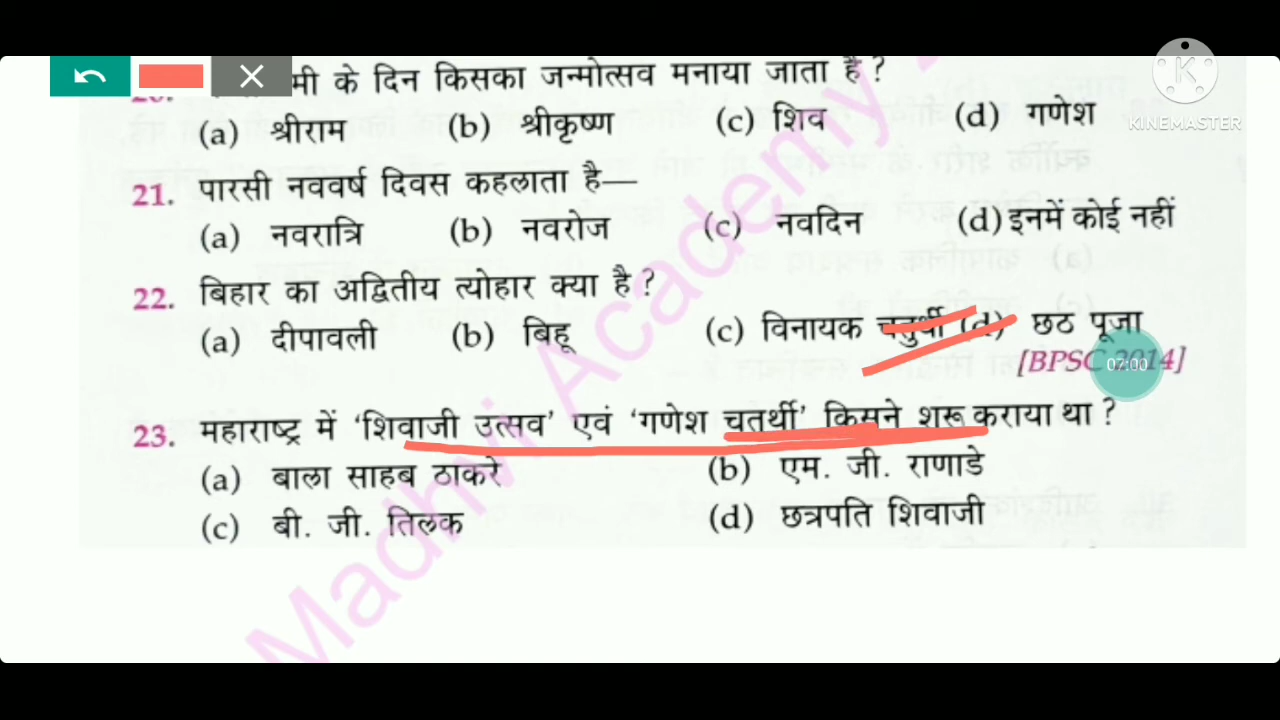 मी के दिन किसका जन्मोत्सव मनाया जाता है ?
(a) श्रीराम (b) श्रीकृष्ण (c) शिव (d) गणेश
21. पारसी नववर्ष दिवस कहलाता है—
(a) नवरात्रि (b) नवरोज (c) नवदिन (d) इनमें कोई नहीं
22. बिहार का अद्वितीय त्योहार क्या है ?
(a) दीपावली (b) बिहू (c) विनायक चतुर्थी (d) छठ पूजा
[BPSC 2014]
23. महाराष्ट्र में ‘शिवाजी उत्सव’ एवं ‘गणेश चतर्थी’ किसने शुरू कराया था ?
(a) बाला साहब ठाकरे (b) एम. जी. राणाडे
(c) बी. जी. तिलक (d) छत्रपति शिवाजी
Madhvi Academy
K
KINEMASTER